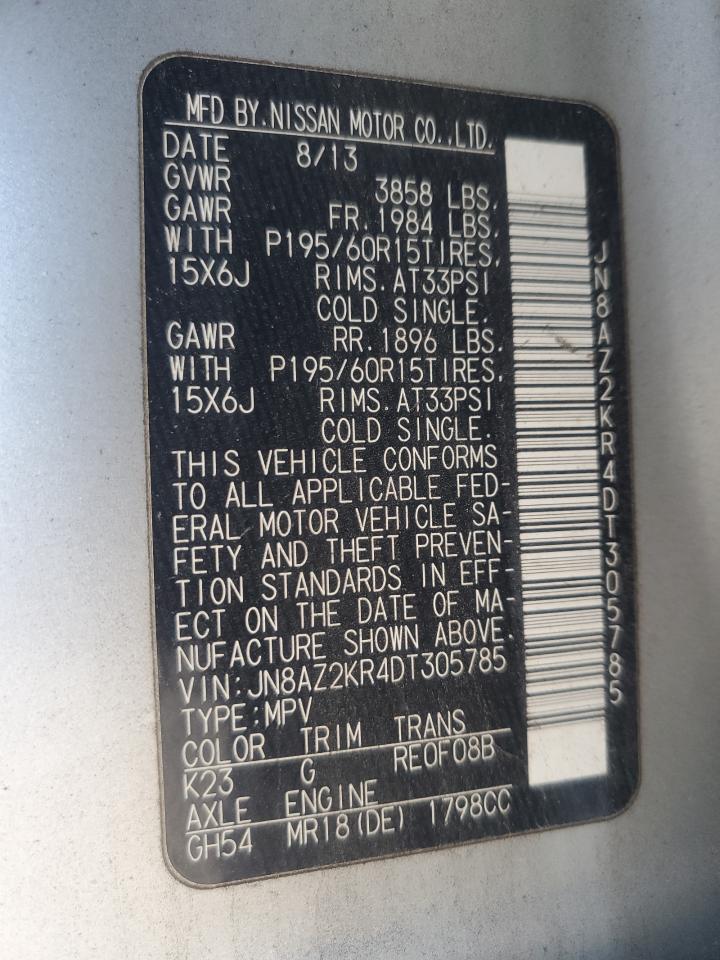 MFD BY.NISSAN MOTOR CO.,LTD.
DATE 8/13
GVWR 3858 LBS.
GAWR FR.1984 LBS.
WITH P195/60R15TIRES,
15X6J RIMS.AT33PSI
COLD SINGLE.
GAWR RR.1896 LBS.
WITH P195/60R15TIRES,
15X6J RIMS.AT33PSI
COLD SINGLE.
THIS VEHICLE CONFORMS
TO ALL APPLICABLE FED-
ERAL MOTOR VEHICLE SA-
FETY AND THEFT PREVEN-
TION STANDARDS IN EFF-
ECT ON THE DATE OF MA-
NUFACTURE SHOWN ABOVE.
VIN:JN8AZ2KR4DT305785
TYPE:MPV
COLOR TRIM TRANS
K23 G RE0F08B
AXLE ENGINE
GH54 MR18(DE) 1798CC
JN8AZ2KR4DT305785